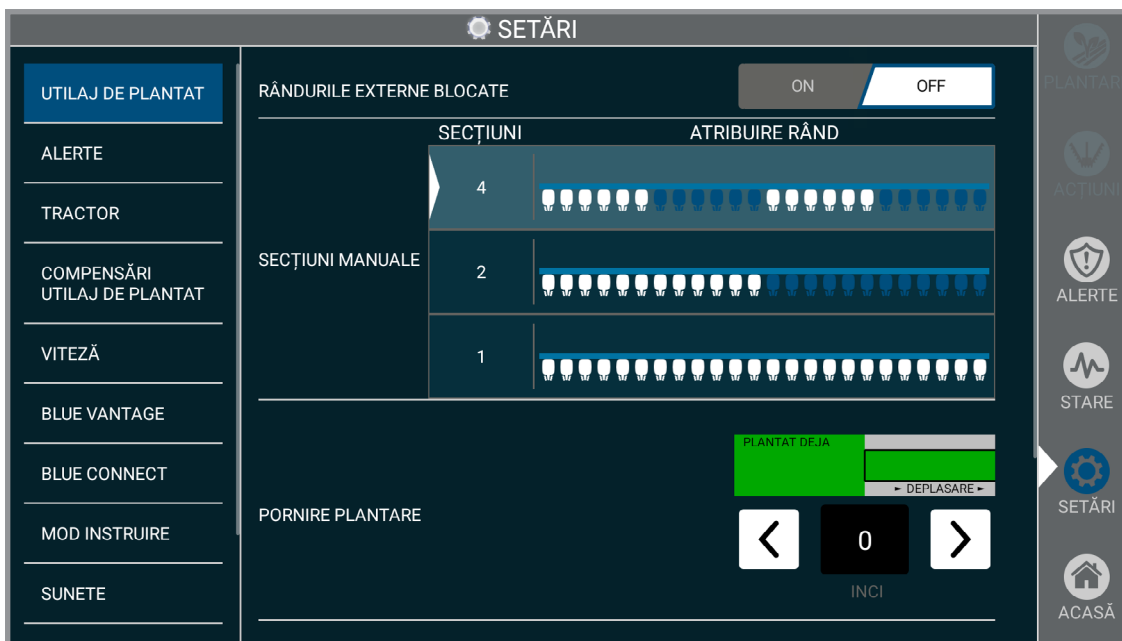 SETĂRI
UTILAJ DE PLANTAT
ALERTE
TRACTOR
COMPENSĂRI
UTILAJ DE PLANTAT
VITEZĂ
BLUE VANTAGE
BLUE CONNECT
MOD INSTRUIRE
SUNETE
RÂNDURILE EXTERNE BLOCATE
ON
OFF
SECȚIUNI
ATRIBUIRE RÂND
SECȚIUNI MANUALE
4
2
1
PORNIRE PLANTARE
PLANTAT DEJA
DEPLASARE
0
INCI
PLANTAR
ACȚIUNI
ALERTE
STARE
SETĂRI
ACASĂ